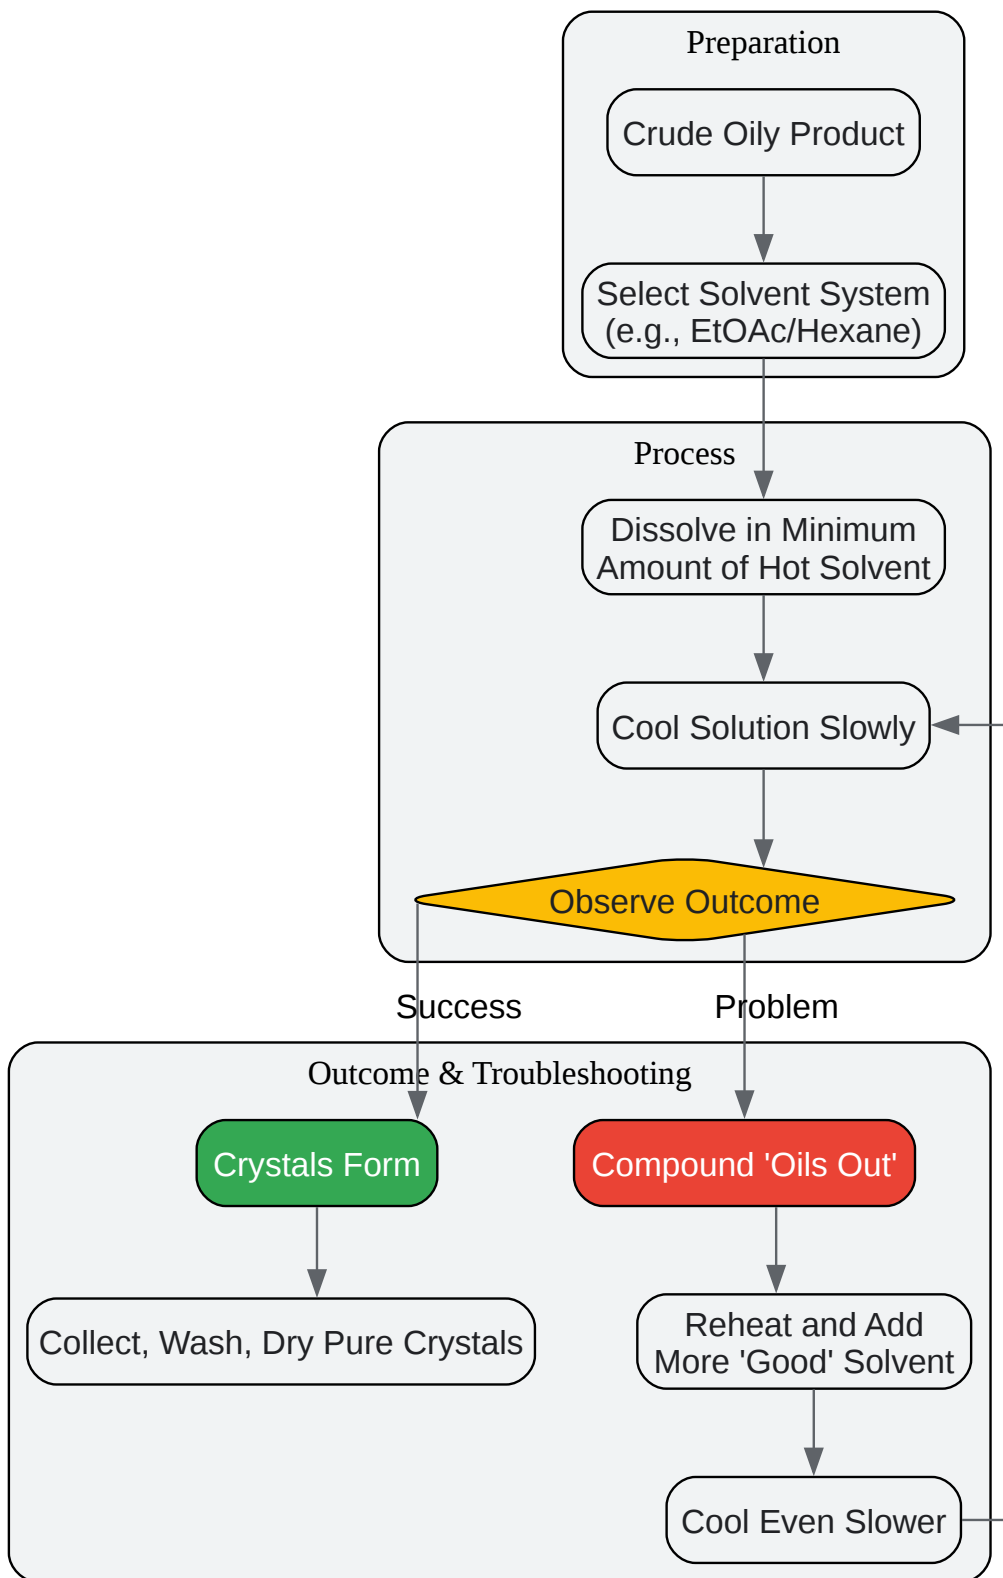 Preparation
Crude Oily Product
Select Solvent System
(e.g., EtOAc/Hexane)
Process
Dissolve in Minimum
Amount of Hot Solvent
Cool Solution Slowly
Observe Outcome
Success
Problem
Outcome & Troubleshooting
Crystals Form
Compound 'Oils Out'
Collect, Wash, Dry Pure Crystals
Reheat and Add
More 'Good' Solvent
Cool Even Slower